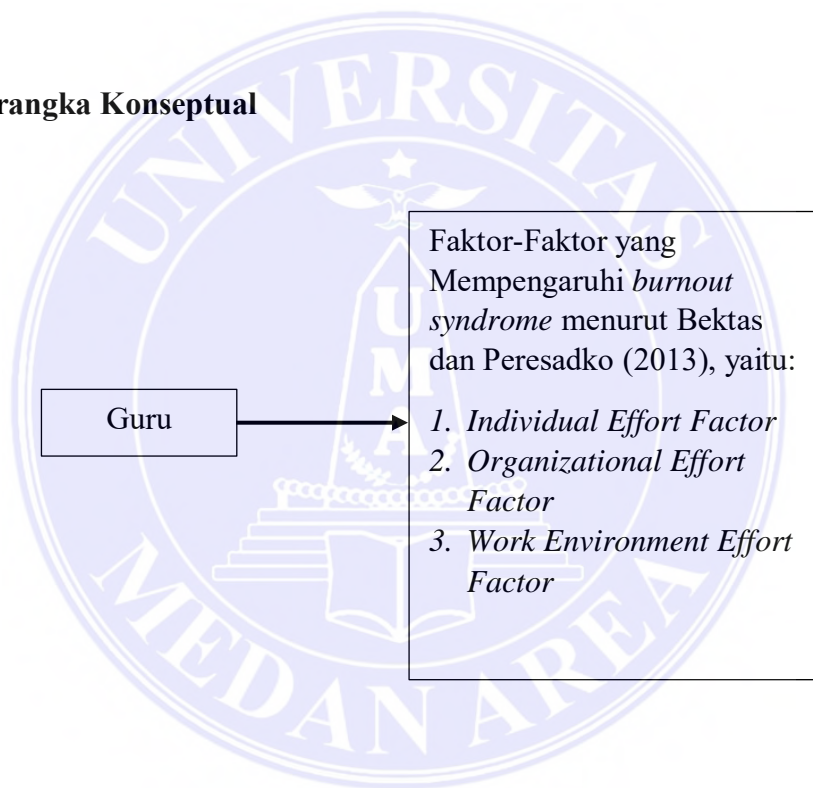 rangka Konseptual
Faktor-Faktor yang
Mempengaruhi burnout
syndrome menurut Bektas
dan Peresadko (2013), yaitu:
Guru
1. Individual Effort Factor
2. Organizational Effort
Factor
3. Work Environment Effort
Factor
UNIVERSITAS
UMA
MEDAN AREA